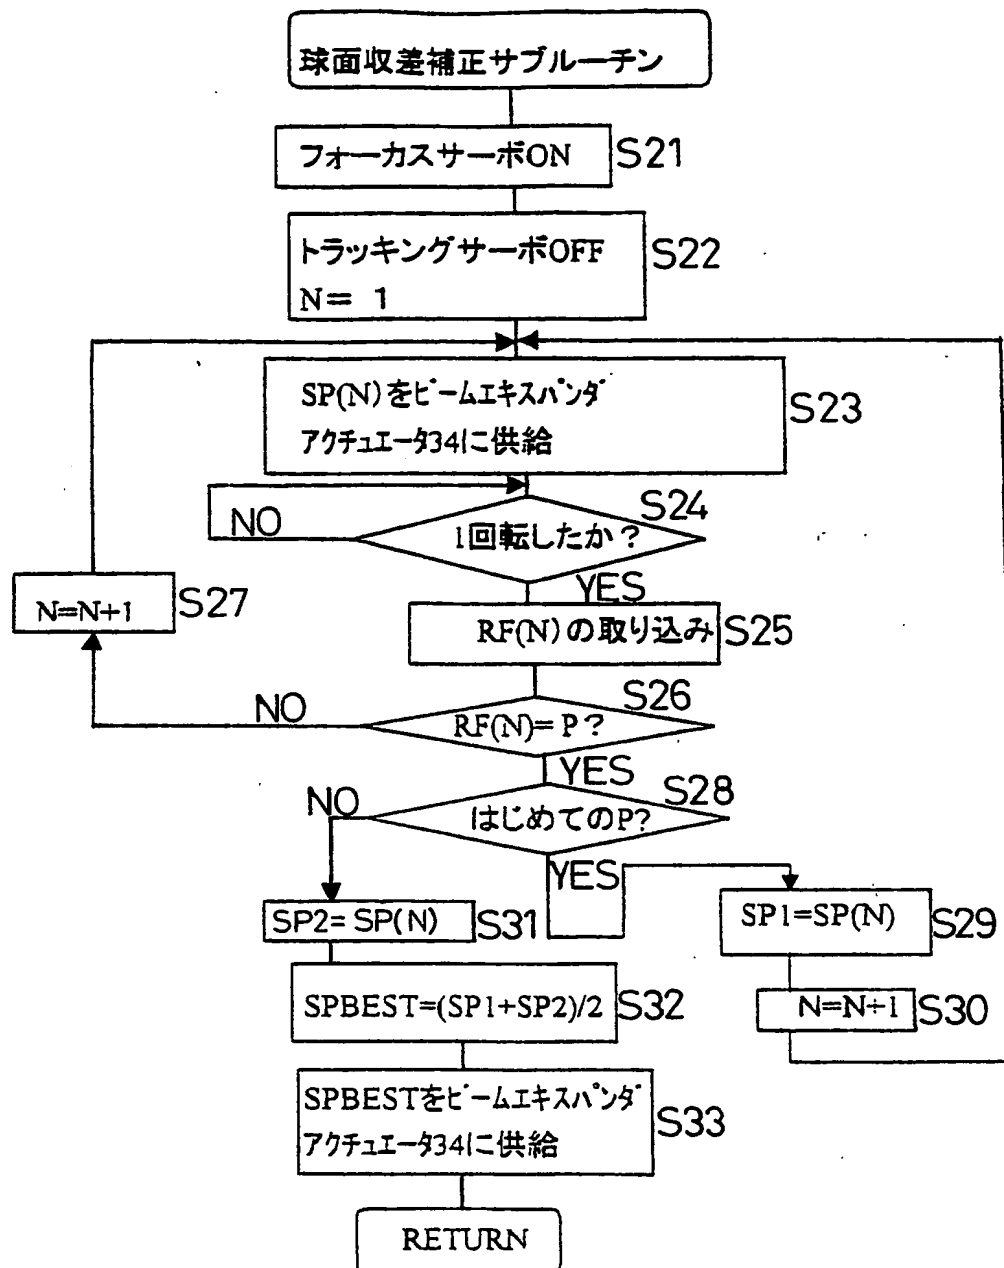 球面収差補正サブルーチン
フォーカスサーボON
S21
トラッキングサーボOFF
N= 1
S22
SP(N)をビームエキスパンダ
アクチュエータ34に供給
S23
S24
NO
1回転したか?
YES
N=N+1
S27
RF(N)の取り込み
S25
S26
NO
RF(N)=P?
YES
S28
NO
はじめてのP?
YES
SP1=SP(N)
S29
SP2=SP(N)
S31
N=N+1
S30
SPBEST=(SP1+SP2)/2
S32
SPBESTをビームエキスパンダ
アクチュエータ34に供給
S33
RETURN